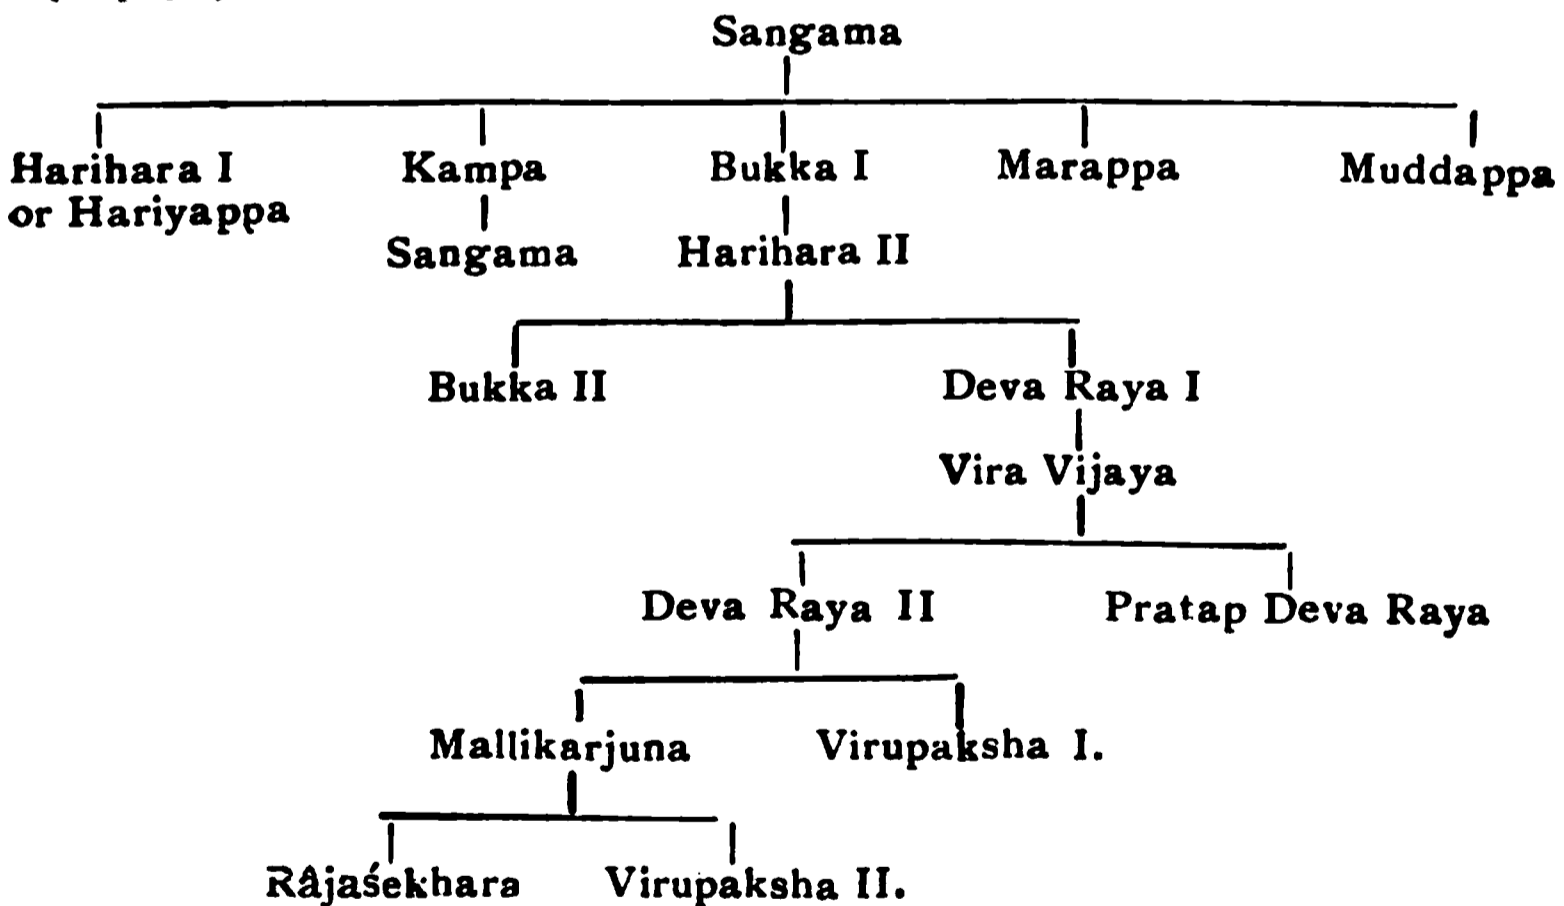 Sangama
Harihara I Kampa Bukka I Marappa Muddappa
or Hariyappa
Sangama Harihara II
Bukka II Deva Raya I
Vira Vijaya
Deva Raya II Pratap Deva Raya
Mallikarjuna Virupaksha I.
Râjaśekhara Virupaksha II.